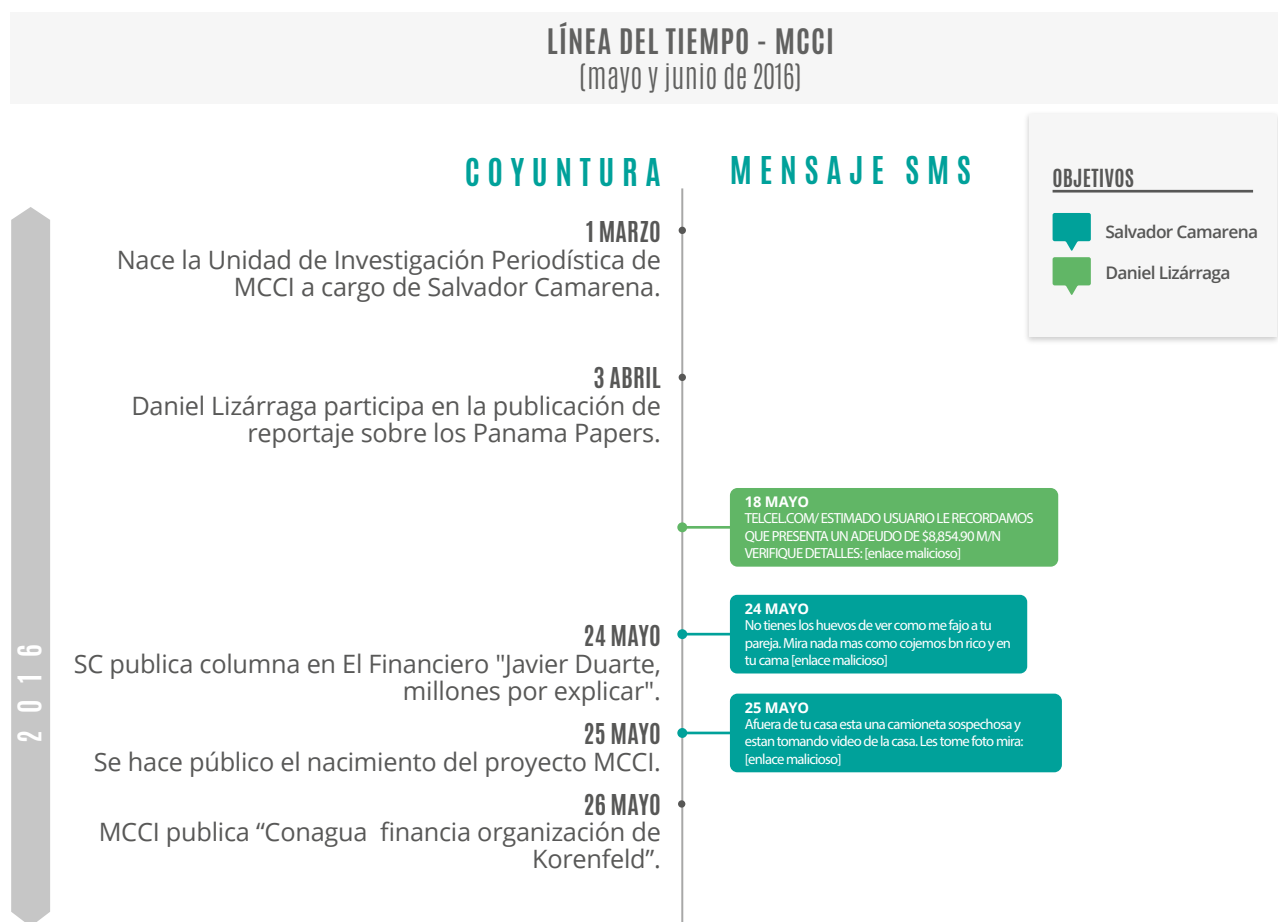 LÍNEA DEL TIEMPO - MCCI
(mayo y junio de 2016)
COYUNTURA
MENSAJE SMS
OBJETIVOS
Salvador Camarena
Daniel Lizárraga
2016
1 MARZO
Nace la Unidad de Investigación Periodística de
MCCI a cargo de Salvador Camarena.
3 ABRIL
Daniel Lizárraga participa en la publicación de
reportaje sobre los Panama Papers.
18 MAYO
TELCEL.COM/ ESTIMADO USUARIO LE RECORDAMOS
QUE PRESENTA UN ADEUDO DE $8,854.90 M/N
VERIFIQUE DETALLES: [enlace malicioso]
24 MAYO
SC publica columna en El Financiero "Javier Duarte,
millones por explicar".
24 MAYO
No tienes los huevos de ver como me fajo a tu
pareja. Mira nada mas como cojemos bn rico y en
tu cama [enlace malicioso]
25 MAYO
Se hace público el nacimiento del proyecto MCCI.
25 MAYO
Afuera de tu casa esta una camioneta sospechosa y
estan tomando video de la casa. Les tome foto mira:
[enlace malicioso]
26 MAYO
MCCI publica “Conagua  financia organización de
Korenfeld”.